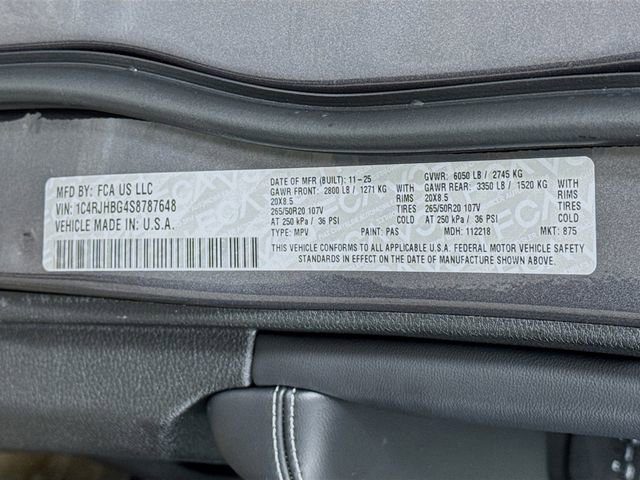 MFD BY: FCA US LLC
VIN: 1C4RJHBG4S8787648
VEHICLE MADE IN: U.S.A.
DATE OF MFR (BUILT): 11-25 GVWR: 6050 LB / 2745 KG
GAWR FRONT: 2800 LB / 1271 KG GAWR REAR: 3350 LB / 1520 KG
20X8.5 RIMS 20X8.5 RIMS
265/50R20 107V TIRES 265/50R20 107V TIRES
AT 250 kPa / 36 PSI COLD AT 250 kPa / 36 PSI COLD
TYPE: MPV PAINT: PAS MDH: 112218 MKT: 875
THIS VEHICLE CONFORMS TO ALL APPLICABLE U.S.A. FEDERAL MOTOR VEHICLE SAFETY
STANDARDS IN EFFECT ON THE DATE OF MANUFACTURE SHOWN ABOVE.